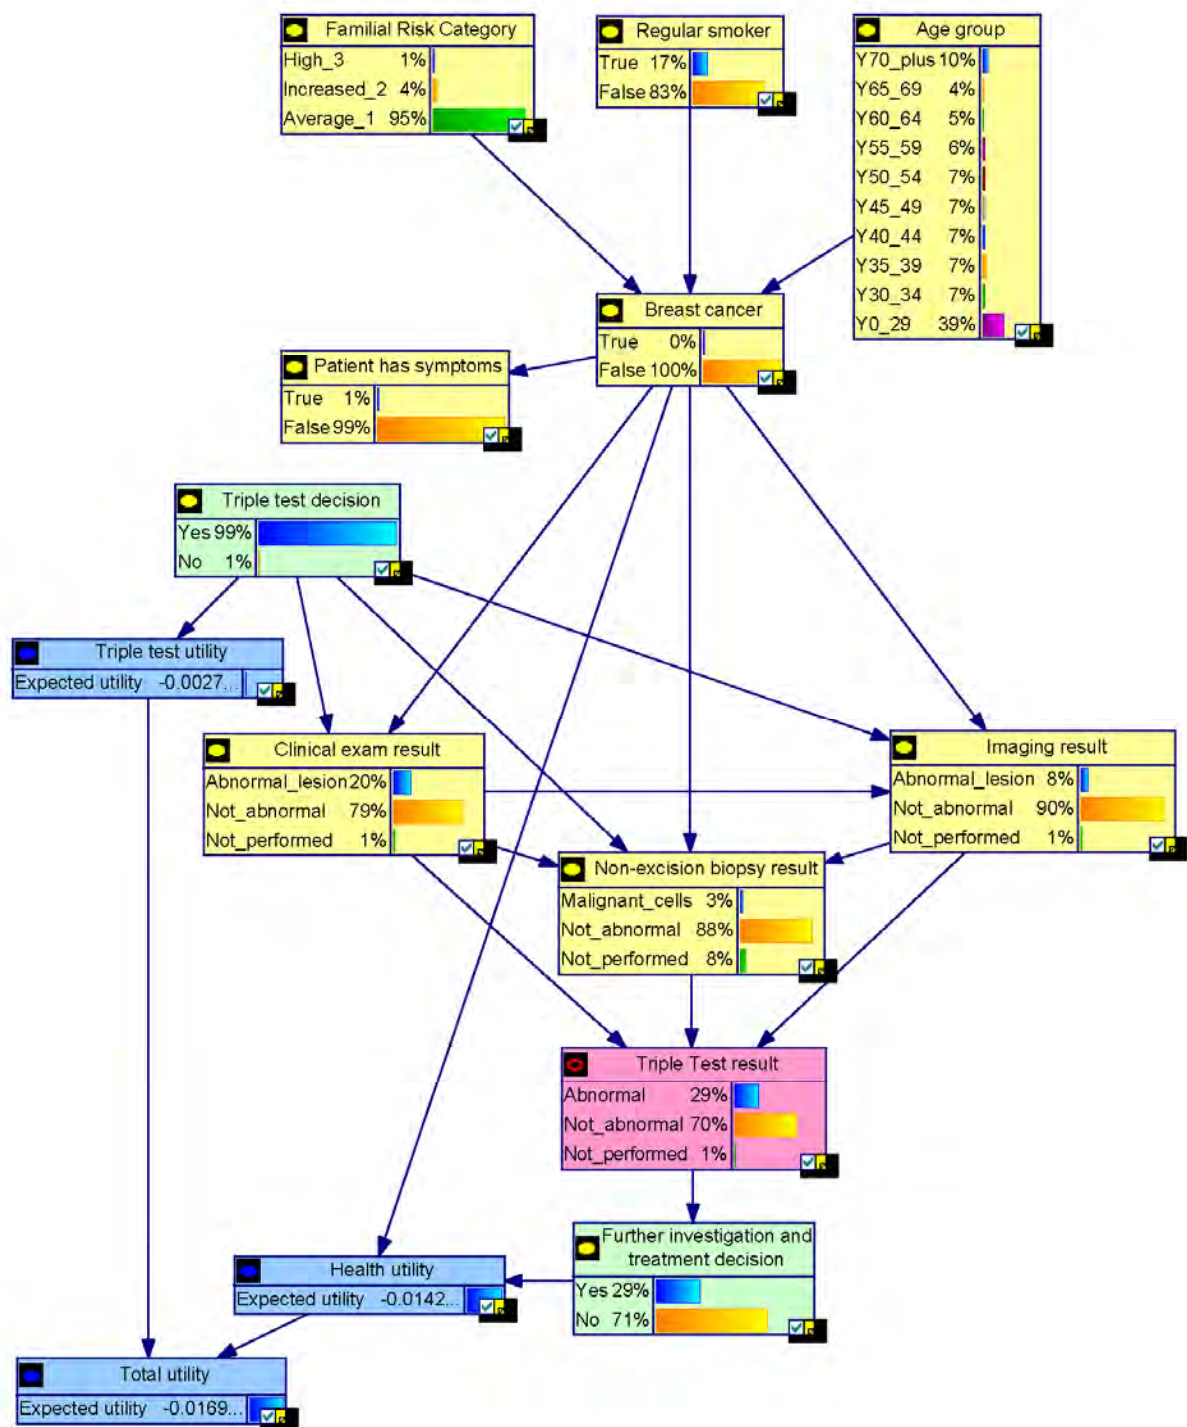 Familial Risk Category
High_3 1%
Increased_2 4%
Average_1 95%
Regular smoker
True 17%
False 83%
Age group
Y70_plus 10%
Y65_69 4%
Y60_64 5%
Y55_59 6%
Y50_54 7%
Y45_49 7%
Y40_44 7%
Y35_39 7%
Y30_34 7%
Y0_29 39%
Breast cancer
True 0%
False 100%
Patient has symptoms
True 1%
False 99%
Triple test decision
Yes 99%
No 1%
Triple test utility
Expected utility -0.0027...
Clinical exam result
Abnormal_lesion 20%
Not_abnormal 79%
Not_performed 1%
Imaging result
Abnormal_lesion 8%
Not_abnormal 90%
Not_performed 1%
Non-excision biopsy result
Malignant_cells 3%
Not_abnormal 88%
Not_performed 8%
Triple Test result
Abnormal 29%
Not_abnormal 70%
Not_performed 1%
Further investigation and
treatment decision
Yes 29%
No 71%
Health utility
Expected utility -0.0142...
Total utility
Expected utility -0.0169...